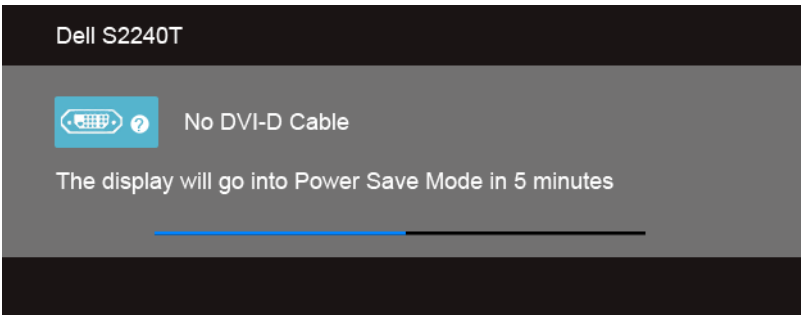 Dell S2240T
? No DVI-D Cable
The display will go into Power Save Mode in 5 minutes